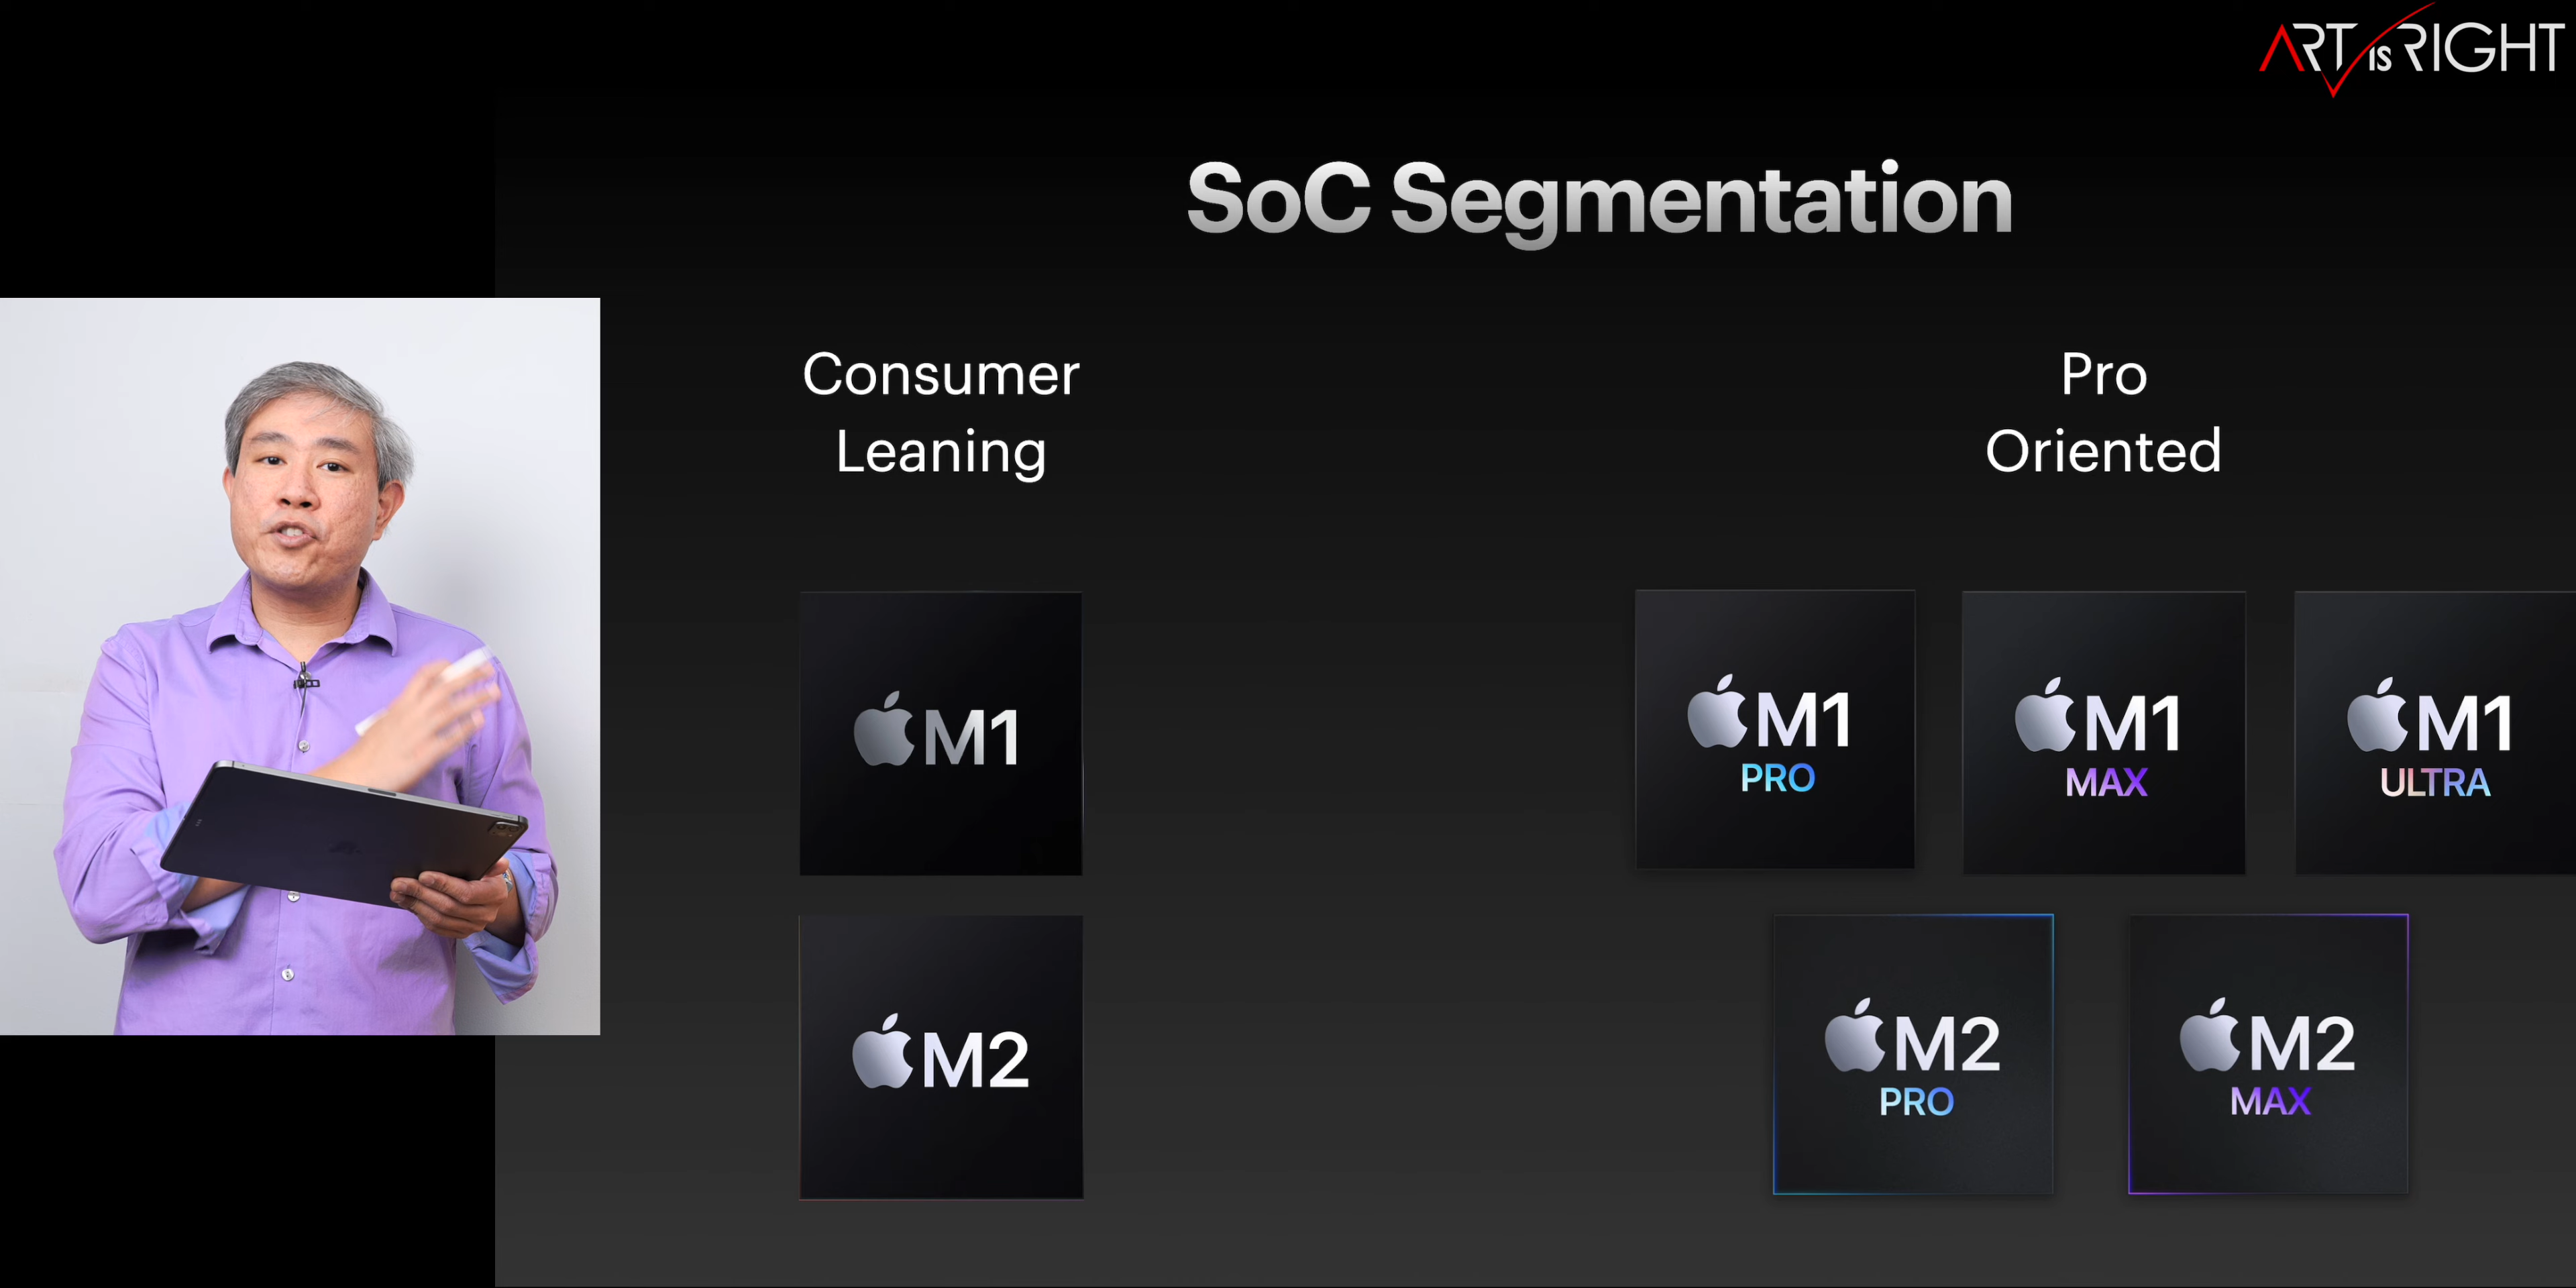 ART IS RIGHT
SoC Segmentation
Consumer
Leaning
Pro
Oriented
M1
M1
PRO
M1
MAX
M1
ULTRA
M2
M2
PRO
M2
MAX